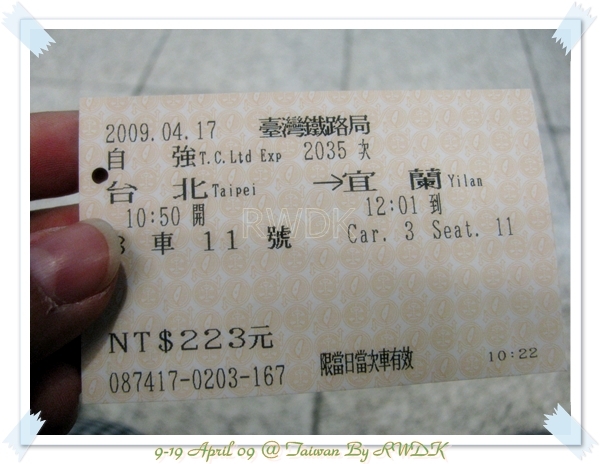 2009.04.17 臺灣鐵路局
自 強 T.C.Ltd Exp 2035 次
台 北 Taipei →宜 蘭 Yilan
10:50 開 12:01 到
RWDK
3 車 11 號 Car. 3 Seat. 11
NT$223元
限當日當次車有效 10:22
087417-0203-167
9-19 April 09 @ Taiwan By RWDK